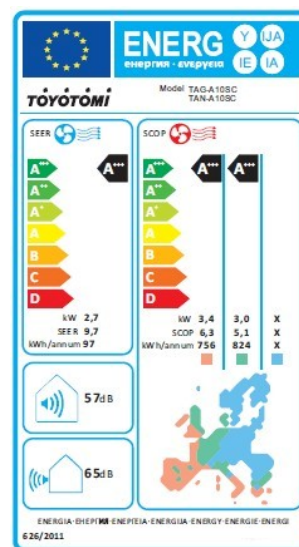 ENERG Y IJA
енергия · ενεργεια IE IA
TOYOTOMI
Model TAG-A10SC
TAN-A10SC
SEER
A+++ A+++
A++
A+
A
B
C
D
kW 2,7
SEER 9,7
kWh/annum 97
SCOP
A+++ A+++ A+++
A++
A+
A
B
C
D
kW 3,4 3,0 X
SCOP 6,3 5,1 X
kWh/annum 756 824 X
57dB
65dB
ENERGIA·ЕНЕРГИЯ·ΕΝΕΡΓΕΙΑ·ENERGIJA·ENERGY·ENERGIE·ENERGI
626/2011